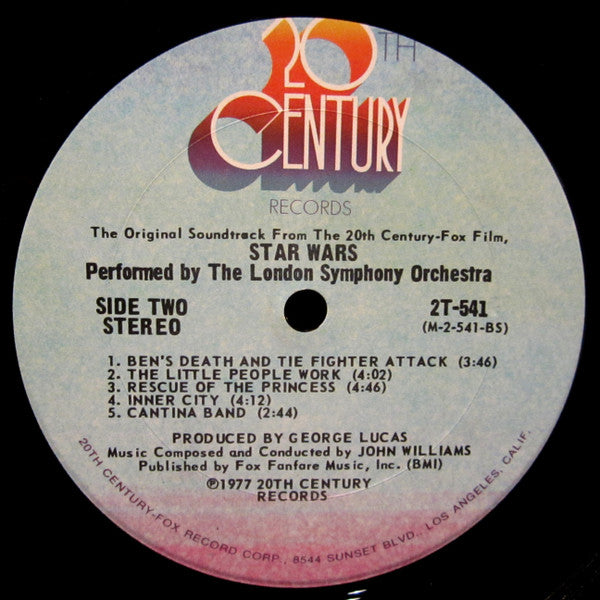 20TH
CENTURY
RECORDS
The Original Soundtrack From The 20th Century-Fox Film,
STAR WARS
Performed by The London Symphony Orchestra
SIDE TWO
STEREO
2T-541
(M-2-541-BS)
1. BEN'S DEATH AND TIE FIGHTER ATTACK (3:46)
2. THE LITTLE PEOPLE WORK (4:02)
3. RESCUE OF THE PRINCESS (4:46)
4. INNER CITY (4:12)
5. CANTINA BAND (2:44)
PRODUCED BY GEORGE LUCAS
Music Composed and Conducted by JOHN WILLIAMS
Published by Fox Fanfare Music, Inc. (BMI)
℗1977 20TH CENTURY
RECORDS
20TH CENTURY-FOX RECORD CORP., 8544 SUNSET BLVD., LOS ANGELES, CALIF.